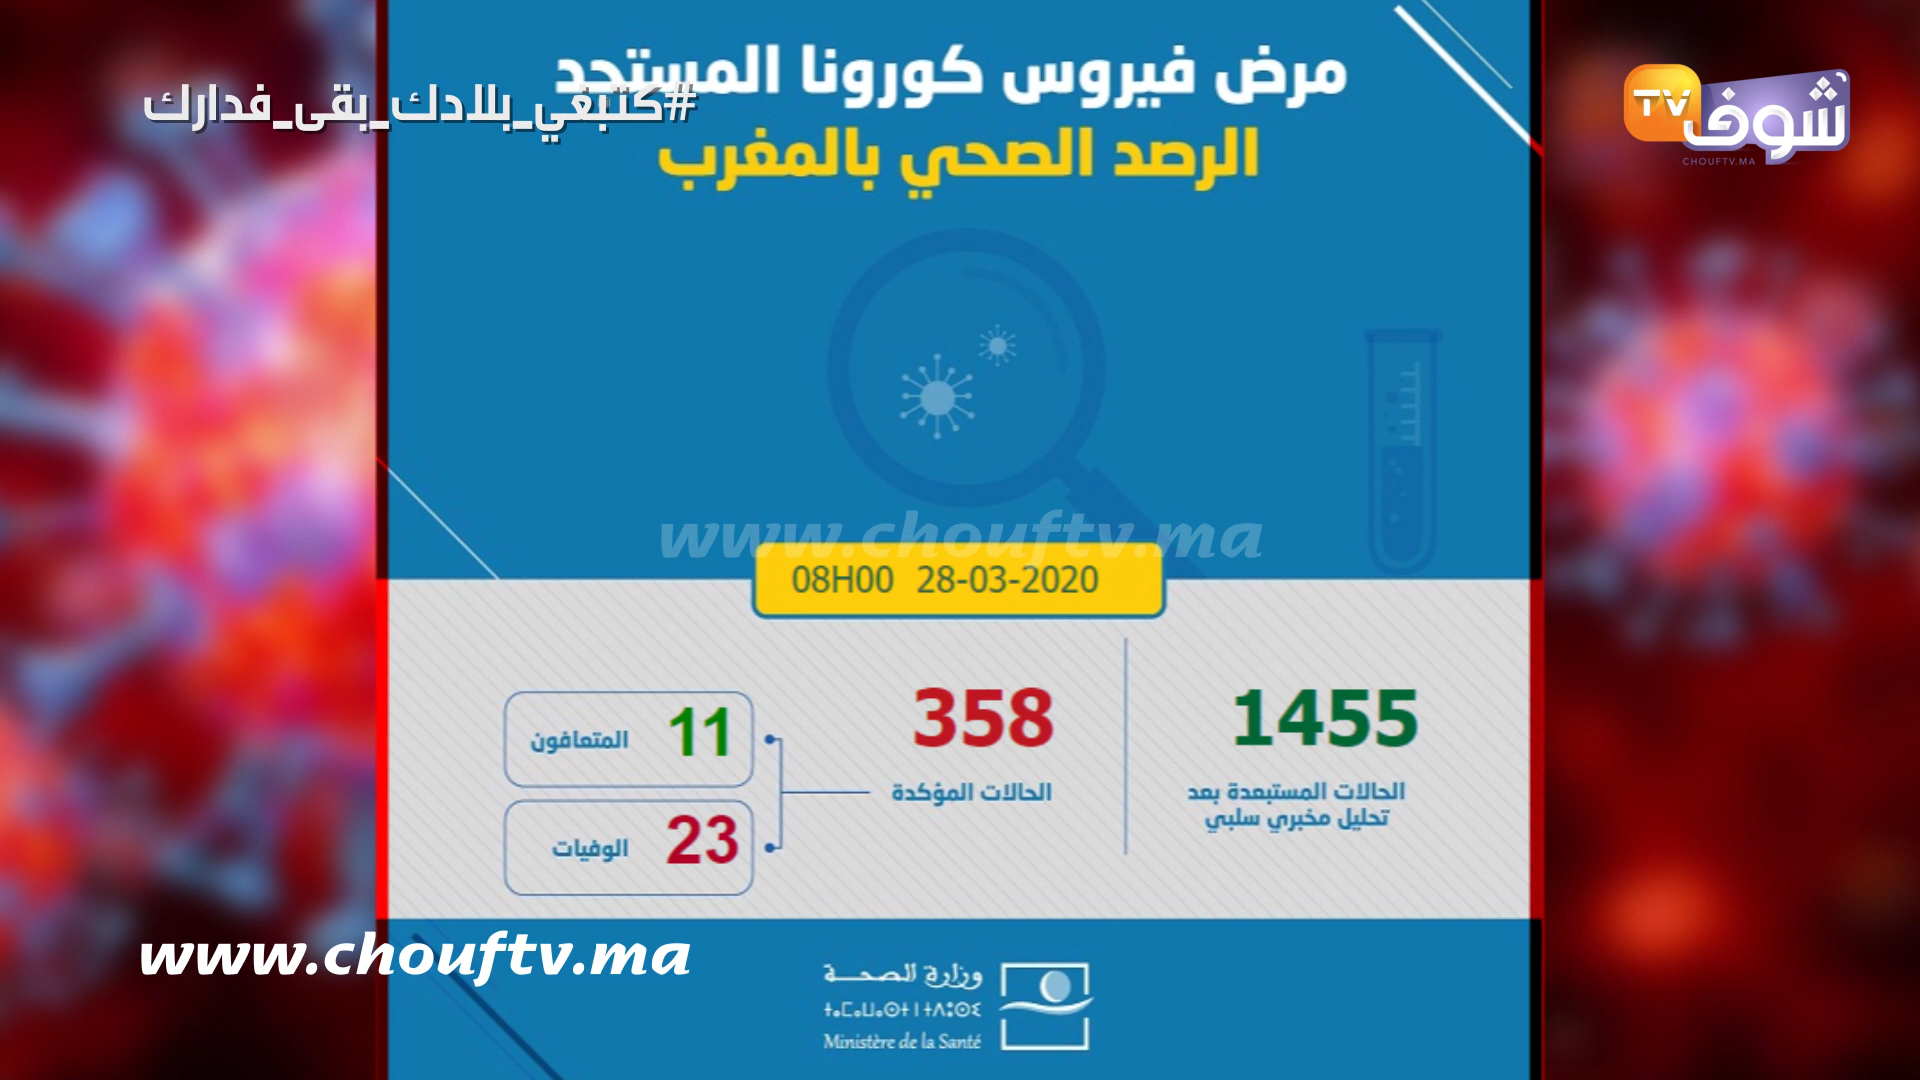 مرض فيروس كورونا المستجد
#كتبغي_بلادك_بقى_فدارك
الرصد الصحي بالمغرب
شوف TV
CHOUFTV.MA
www.chouftv.ma
08H00 28-03-2020
1455
الحالات المستبعدة بعد
تحليل مخبري سلبي
358
الحالات المؤكدة
11 المتعافون
23 الوفيات
www.chouftv.ma
وزارة الصحة
ⵜⴰⵎⴰⵡⴰⵙⵜ ⵏ ⵜⴷⵓⵙⵉ
Ministère de la Santé